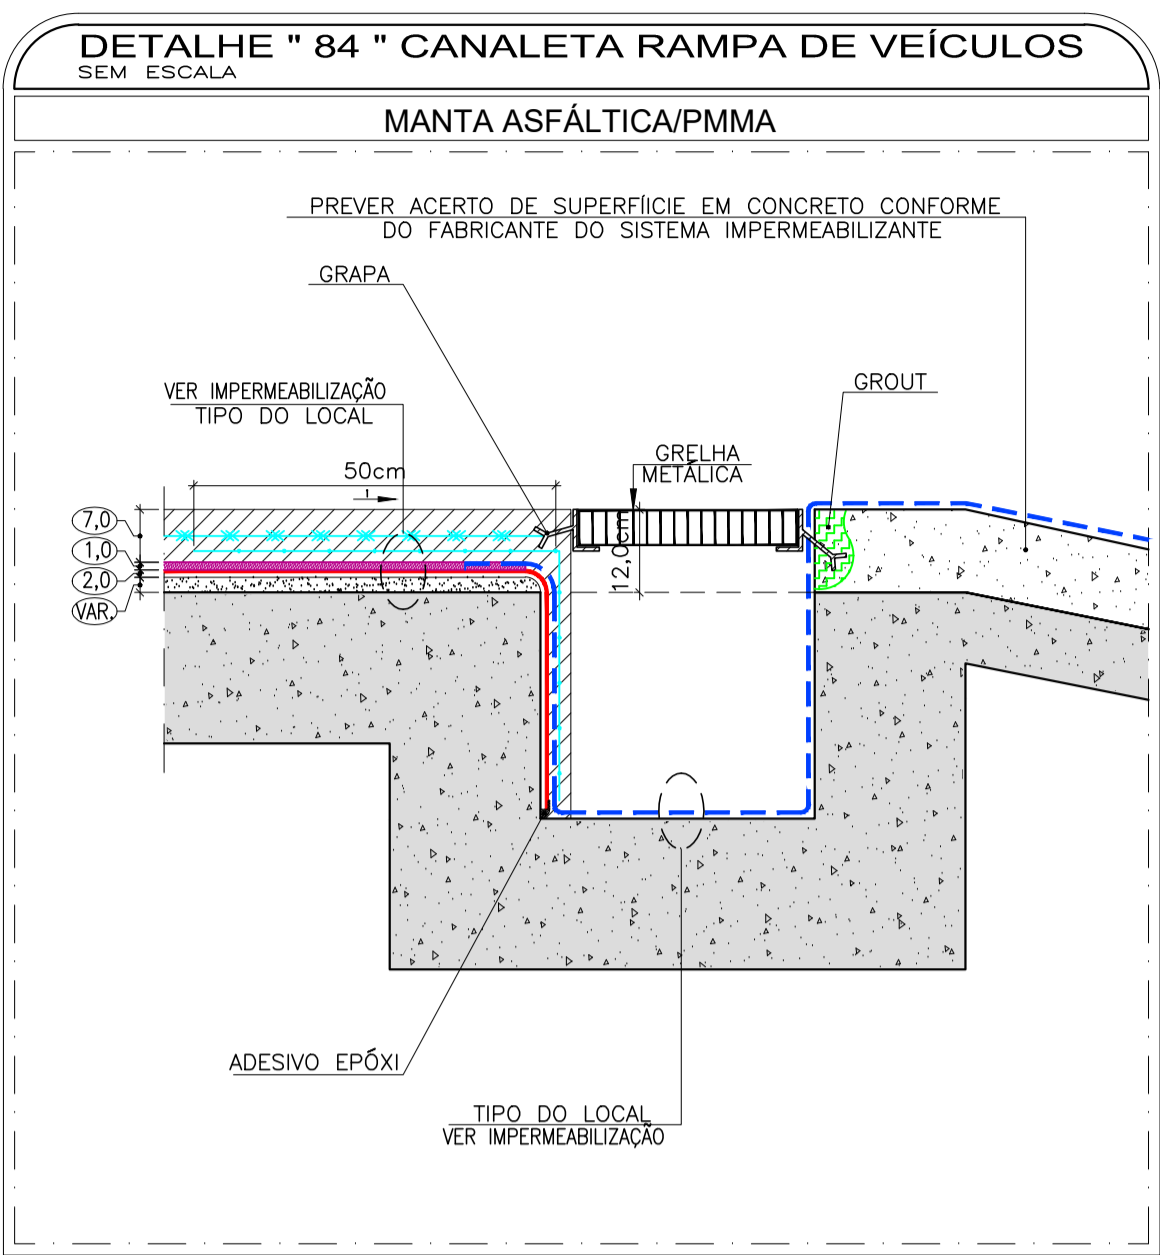 DETALHE " 84 " CANALETA RAMPA DE VEÍCULOS
SEM ESCALA
MANTA ASFÁLTICA/PMMA
PREVER ACERTO DE SUPERFÍICIE EM CONCRETO CONFORME
DO FABRICANTE DO SISTEMA IMPERMEABILIZANTE
GRAPA
VER IMPERMEABILIZAÇÃO
TIPO DO LOCAL
GROUT
GRELHA
METÁLICA
50cm
7,0
1,0
2,0
VAR.
12,0cm
ADESIVO EPÓXI
TIPO DO LOCAL
VER IMPERMEABILIZAÇÃO